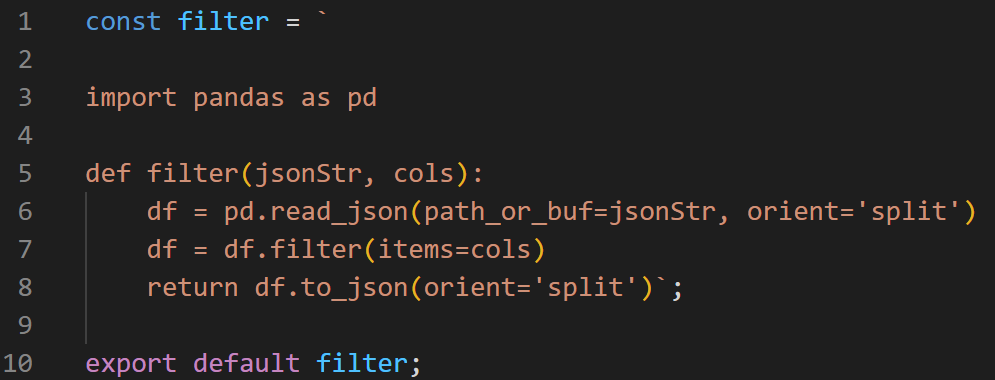 1 const filter = `
2
3 import pandas as pd
4
5 def filter(jsonStr, cols):
6     df = pd.read_json(path_or_buf=jsonStr, orient='split')
7     df = df.filter(items=cols)
8     return df.to_json(orient='split')`;
9
10 export default filter;